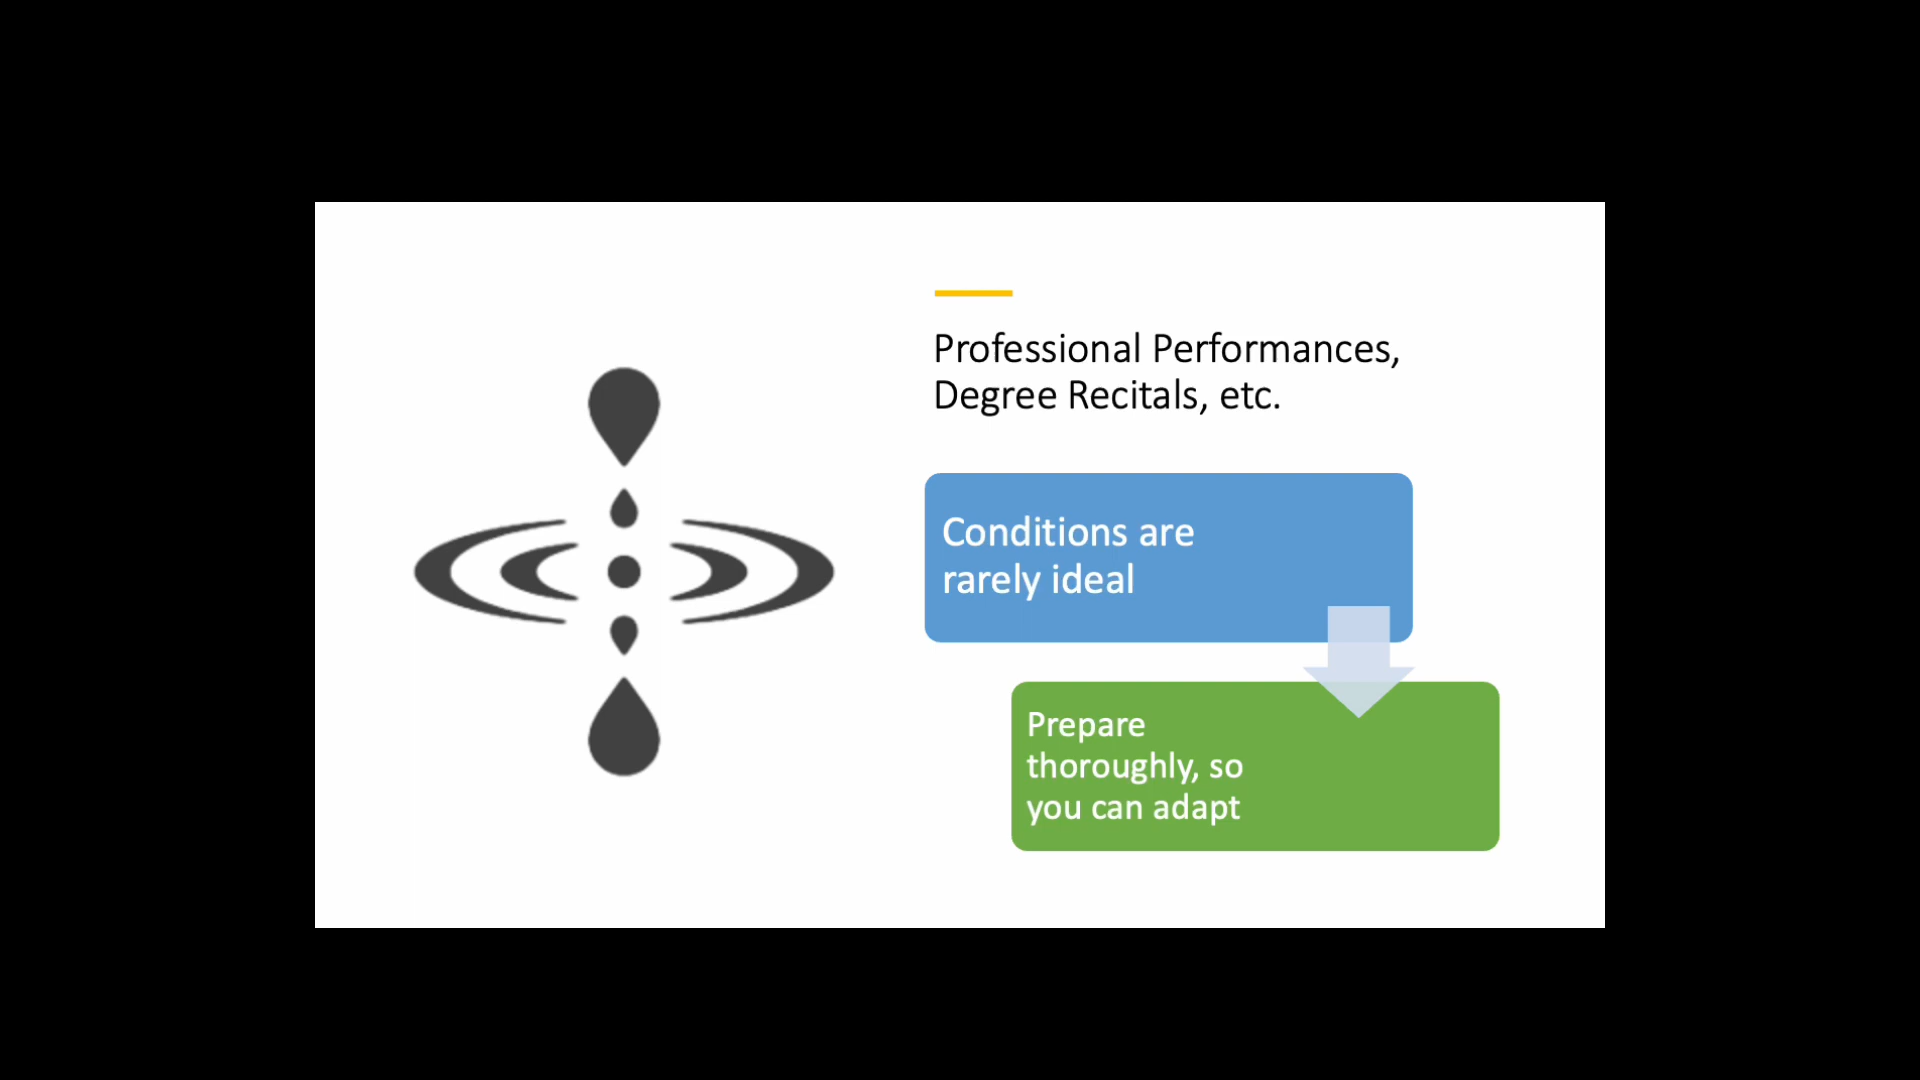 Professional Performances,
Degree Recitals, etc.
Conditions are
rarely ideal
Prepare
thoroughly, so
you can adapt